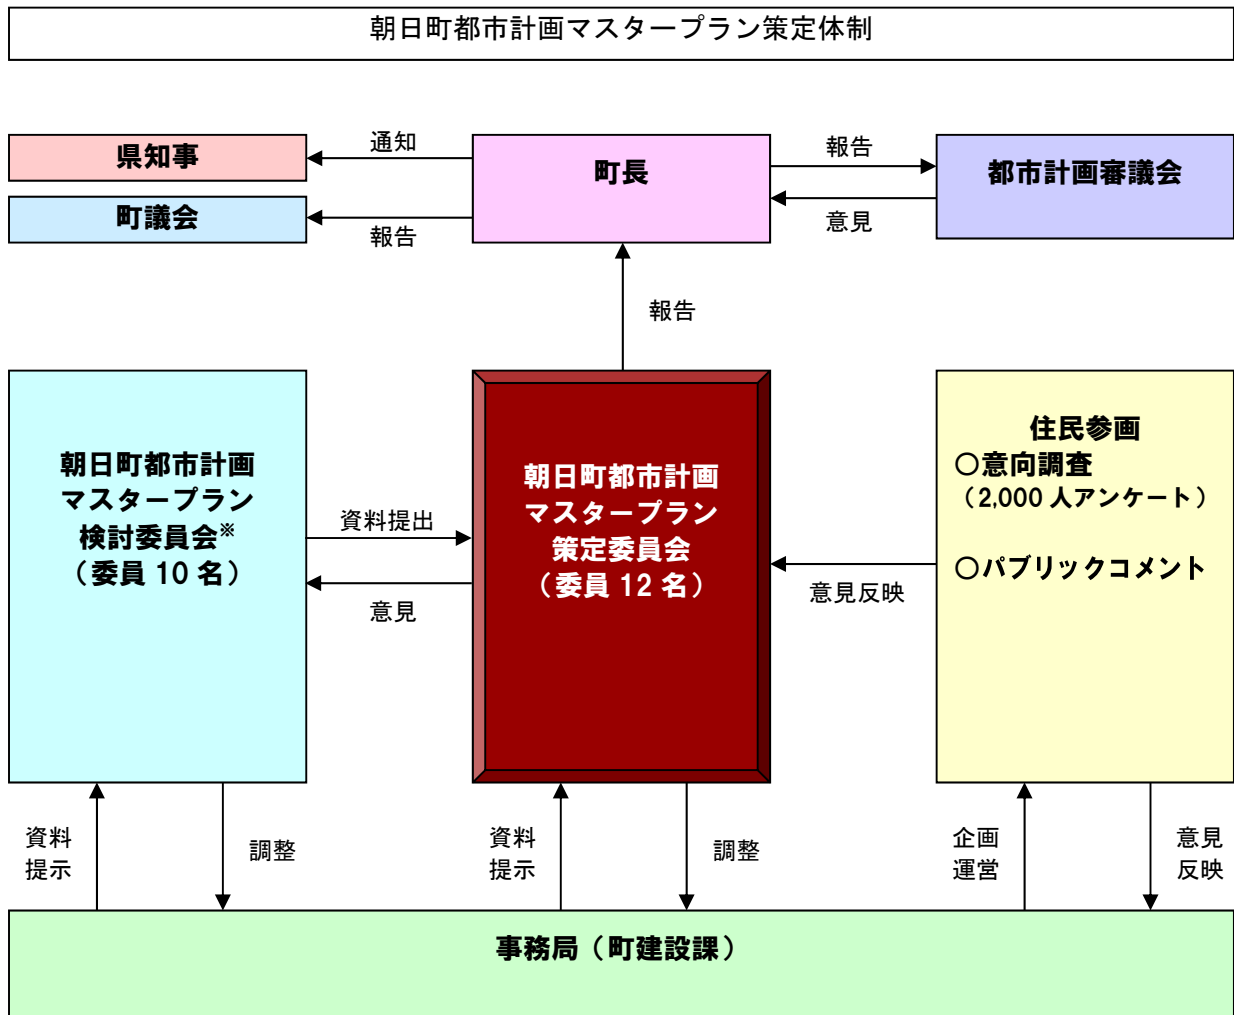 朝日町都市計画マスタープラン策定体制
県知事
通知
町長
報告
都市計画審議会
町議会
報告
意見
報告
朝日町都市計画
マスタープラン
検討委員会※
（委員 10 名）
資料提出
意見
朝日町都市計画
マスタープラン
策定委員会
（委員 12 名）
意見反映
住民参画
○意向調査
（2,000 人アンケート）
○パブリックコメント
資料
提示
調整
資料
提示
調整
企画
運営
意見
反映
事務局（町建設課）